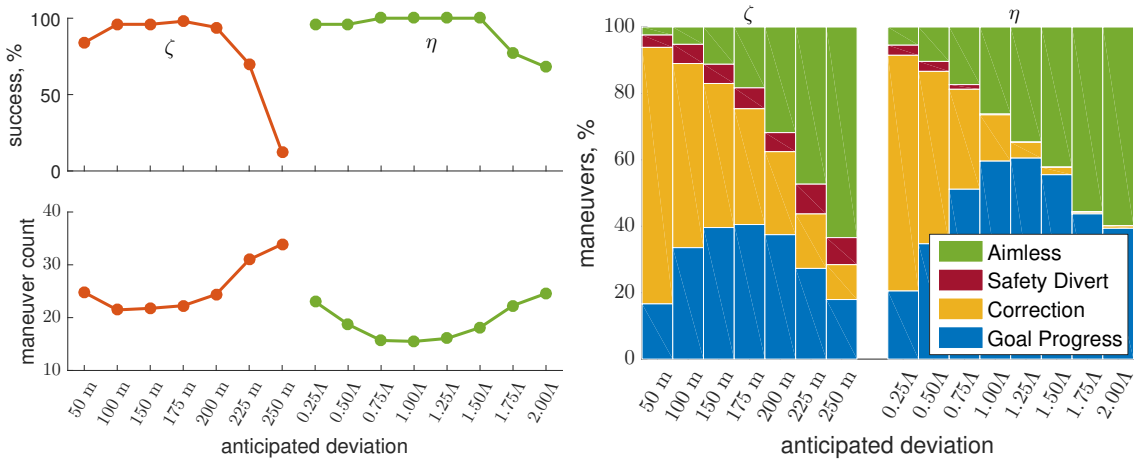 success, %
100
50
0
ζ
η
maneuver count
40
30
20
10
50 m
100 m
150 m
175 m
200 m
225 m
250 m
0.25Λ
0.50Λ
0.75Λ
1.00Λ
1.25Λ
1.50Λ
1.75Λ
2.00Λ
anticipated deviation
ζ
η
maneuvers, %
100
80
60
40
20
0
Aimless
Safety Divert
Correction
Goal Progress
50 m
100 m
150 m
175 m
200 m
225 m
250 m
0.25Λ
0.50Λ
0.75Λ
1.00Λ
1.25Λ
1.50Λ
1.75Λ
2.00Λ
anticipated deviation